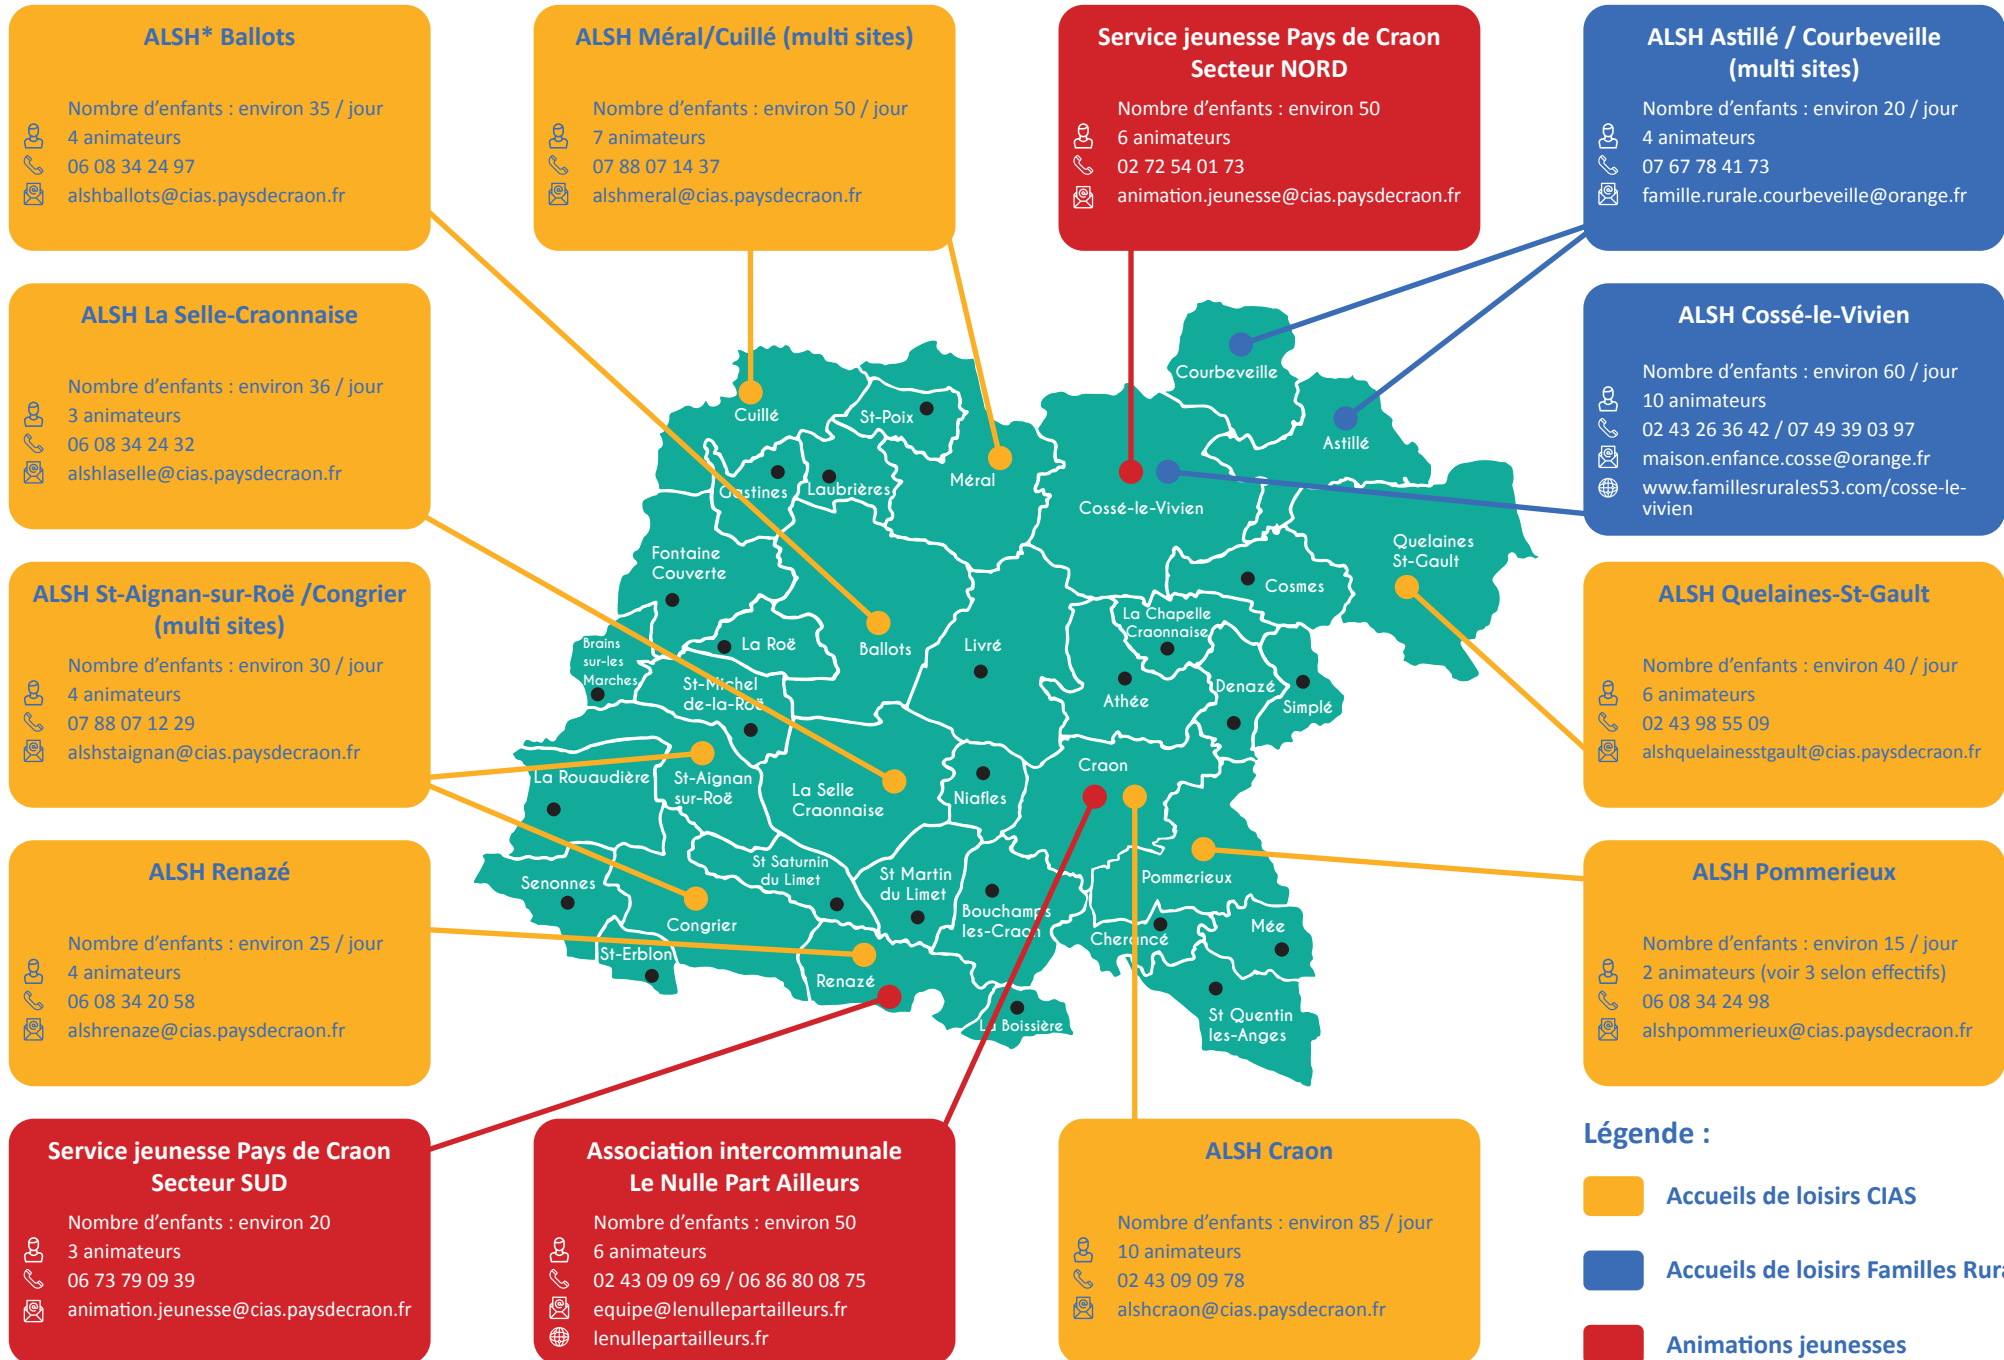 ALSH* Ballots
Nombre d'enfants : environ 35 / jour
4 animateurs
06 08 34 24 97
alshballots@cias.paysdecraon.fr
ALSH Méral/Cuillé (multi sites)
Nombre d'enfants : environ 50 / jour
7 animateurs
07 88 07 14 37
alshmeral@cias.paysdecraon.fr
Service jeunesse Pays de Craon
Secteur NORD
Nombre d'enfants : environ 50
6 animateurs
02 72 54 01 73
animation.jeunesse@cias.paysdecraon.fr
ALSH Astillé / Courbeveille
(multi sites)
Nombre d'enfants : environ 20 / jour
4 animateurs
07 67 78 41 73
famille.rurale.courbeveille@orange.fr
ALSH La Selle-Craonnaise
Nombre d'enfants : environ 36 / jour
3 animateurs
06 08 34 24 32
alshlaselle@cias.paysdecraon.fr
ALSH Cossé-le-Vivien
Nombre d'enfants : environ 60 / jour
10 animateurs
02 43 26 36 42 / 07 49 39 03 97
maison.enfance.cosse@orange.fr
www.famillesrurales53.com/cosse-le-
vivien
ALSH St-Aignan-sur-Roë /Congrier
(multi sites)
Nombre d'enfants : environ 30 / jour
4 animateurs
07 88 07 12 29
alshstaignan@cias.paysdecraon.fr
ALSH Quelaines-St-Gault
Nombre d'enfants : environ 40 / jour
6 animateurs
02 43 98 55 09
alshquelainesstgault@cias.paysdecraon.fr
ALSH Renazé
Nombre d'enfants : environ 25 / jour
4 animateurs
06 08 34 20 58
alshrenaze@cias.paysdecraon.fr
ALSH Pommerieux
Nombre d'enfants : environ 15 / jour
2 animateurs (voir 3 selon effectifs)
06 08 34 24 98
alshpommerieux@cias.paysdecraon.fr
Courbeveille
Cuillé
St-Poix
Astillé
Gastines
Laubrières
Méral
Cossé-le-Vivien
Quelaines
St-Gault
Fontaine
Couverte
Cosmes
La Chapelle
Craonnaise
Brains
sur-les
Marches
La Roë
Ballots
Livré
St-Michel
de-la-Roë
Athée
Denazé
Simplé
La Rouaudière
St-Aignan
sur-Roë
La Selle
Craonnaise
Niafles
Craon
Senonnes
St Saturnin
du Limet
St Martin
du Limet
Pommerieux
Congrier
Bouchamps
les-Craon
Cherancé
Mée
St-Erblon
Renazé
La Boissière
St Quentin
les-Anges
Service jeunesse Pays de Craon
Secteur SUD
Nombre d'enfants : environ 20
3 animateurs
06 73 79 09 39
animation.jeunesse@cias.paysdecraon.fr
Association intercommunale
Le Nulle Part Ailleurs
Nombre d'enfants : environ 50
6 animateurs
02 43 09 09 69 / 06 86 80 08 75
equipe@lenullepartailleurs.fr
lenullepartailleurs.fr
ALSH Craon
Nombre d'enfants : environ 85 / jour
10 animateurs
02 43 09 09 78
alshcraon@cias.paysdecraon.fr
Légende :
Accueils de loisirs CIAS
Accueils de loisirs Familles Rura
Animations jeunesses